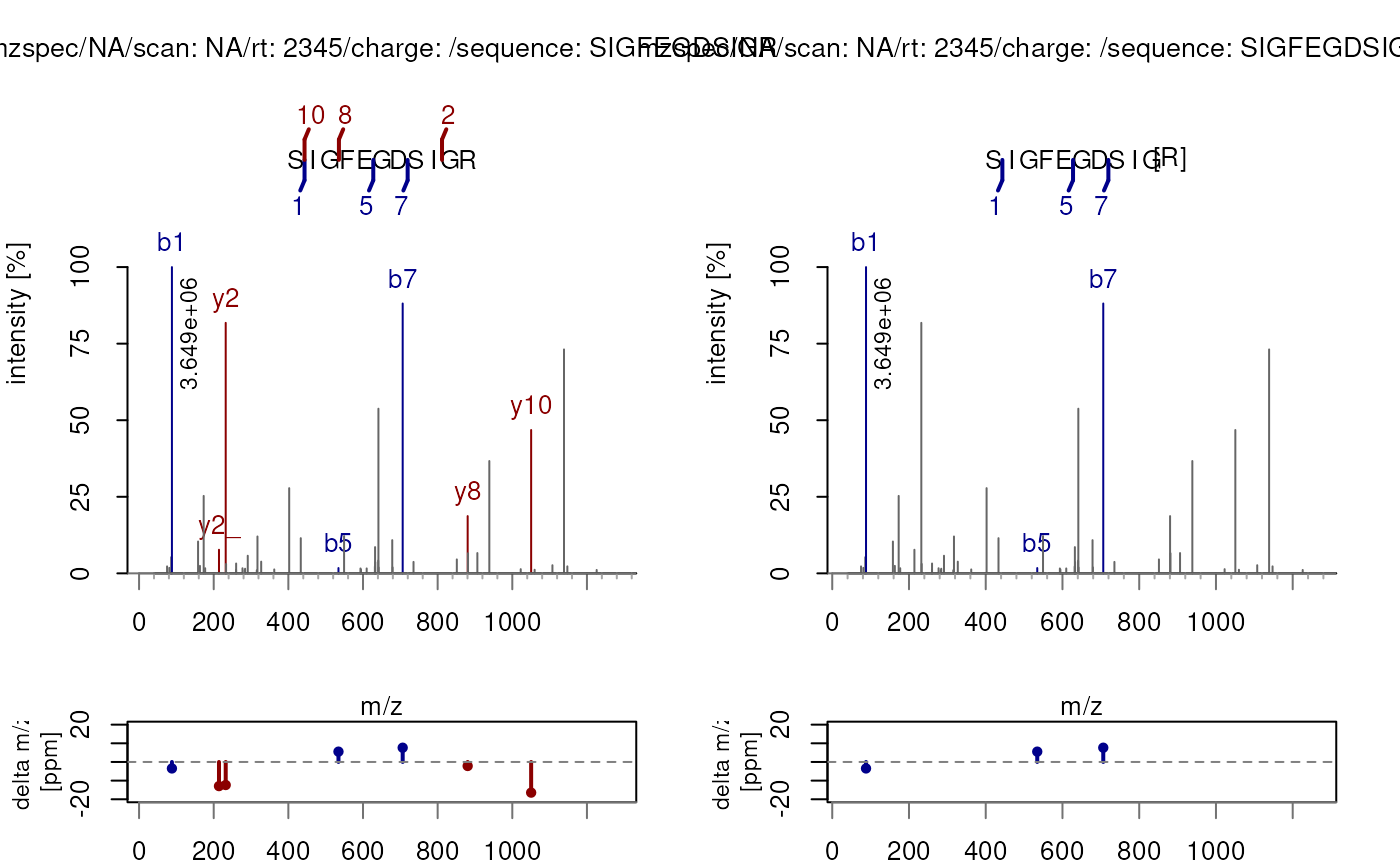 mzspec/NA/scan: NA/rt: 2345/charge: /sequence: SIGFEGDSIGR
mzspec/NA/scan: NA/rt: 2345/charge: /sequence: SIGFEGDSIG
10 8 2
SIGFEGDSIGR
1 5 7
SIGFEGDSIG[R]
1 5 7
intensity [%]
100
75
50
25
0
b1
3.649e+06
y2
b7
y10
y8
y2_
b5
0 200 400 600 800 1000
intensity [%]
100
75
50
25
0
b1
3.649e+06
b7
b5
0 200 400 600 800 1000
m/z
delta m/z
[ppm]
20
-20
0 200 400 600 800 1000
m/z
delta m/z
[ppm]
20
-20
0 200 400 600 800 1000